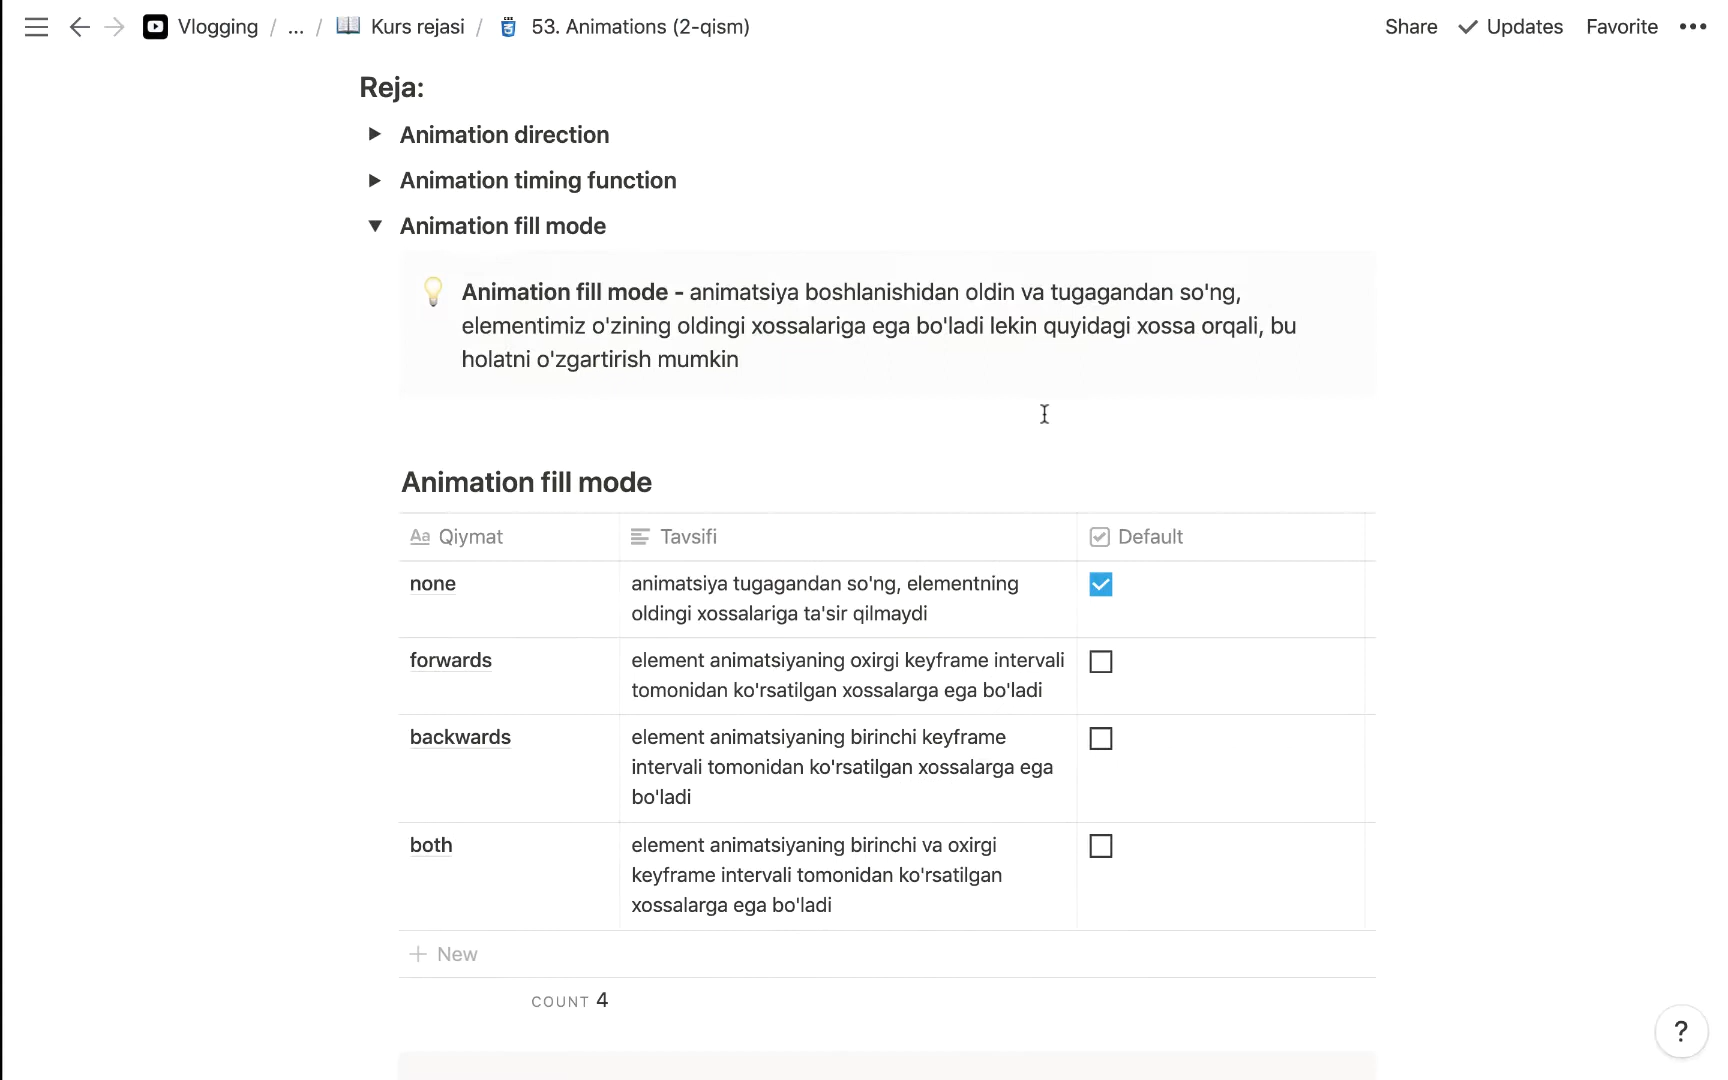 Vlogging / ... / Kurs rejasi / 53. Animations (2-qism)
Share Updates Favorite
Reja:
Animation direction
Animation timing function
Animation fill mode
Animation fill mode - animatsiya boshlanishidan oldin va tugagandan so'ng,
elementimiz o'zining oldingi xossalariga ega bo'ladi lekin quyidagi xossa orqali, bu
holatni o'zgartirish mumkin
Animation fill mode
Aa Qiymat Tavsifi Default
none animatsiya tugagandan so'ng, elementning
oldingi xossalariga ta'sir qilmaydi
forwards element animatsiyaning oxirgi keyframe intervali
tomonidan ko'rsatilgan xossalarga ega bo'ladi
backwards element animatsiyaning birinchi keyframe
intervali tomonidan ko'rsatilgan xossalarga ega
bo'ladi
both element animatsiyaning birinchi va oxirgi
keyframe intervali tomonidan ko'rsatilgan
xossalarga ega bo'ladi
+ New
COUNT 4
?